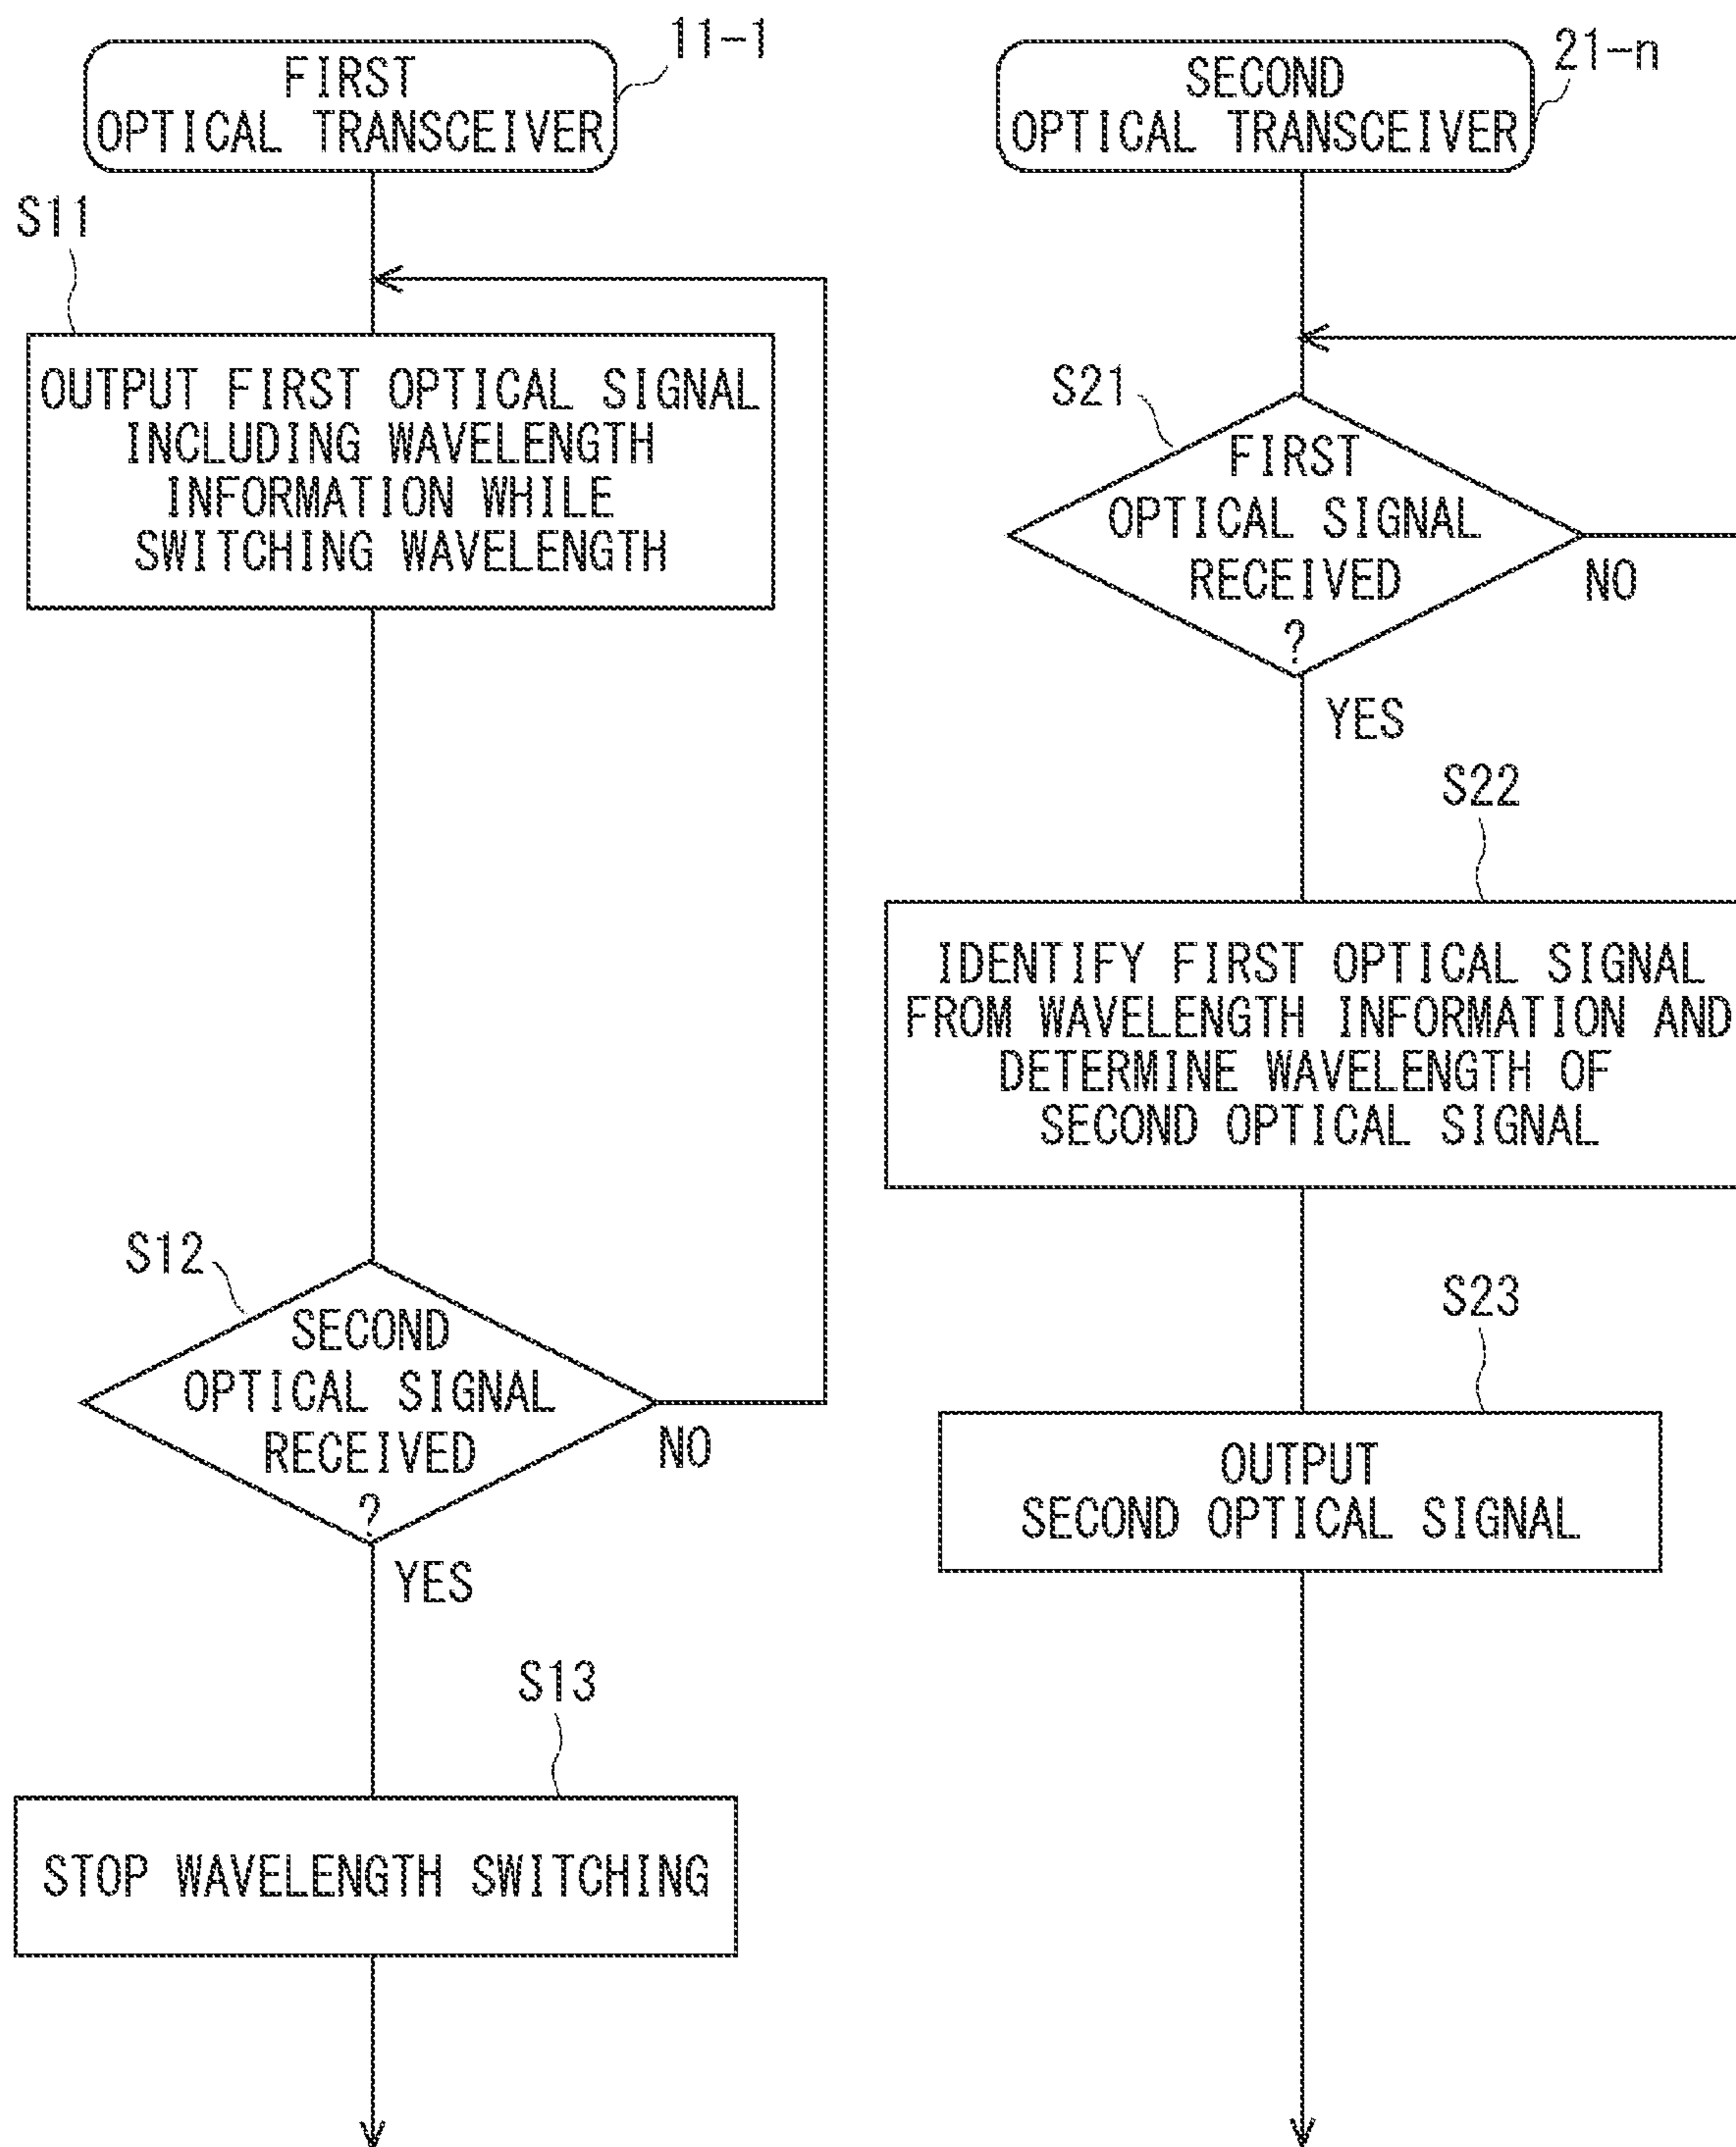 11-1
FIRST
OPTICAL TRANSCEIVER
S11
OUTPUT FIRST OPTICAL SIGNAL
INCLUDING WAVELENGTH
INFORMATION WHILE
SWITCHING WAVELENGTH
S12
SECOND
OPTICAL SIGNAL
RECEIVED
?
NO
YES
S13
STOP WAVELENGTH SWITCHING
21-n
SECOND
OPTICAL TRANSCEIVER
S21
FIRST
OPTICAL SIGNAL
RECEIVED
?
NO
YES
S22
IDENTIFY FIRST OPTICAL SIGNAL
FROM WAVELENGTH INFORMATION AND
DETERMINE WAVELENGTH OF
SECOND OPTICAL SIGNAL
S23
OUTPUT
SECOND OPTICAL SIGNAL